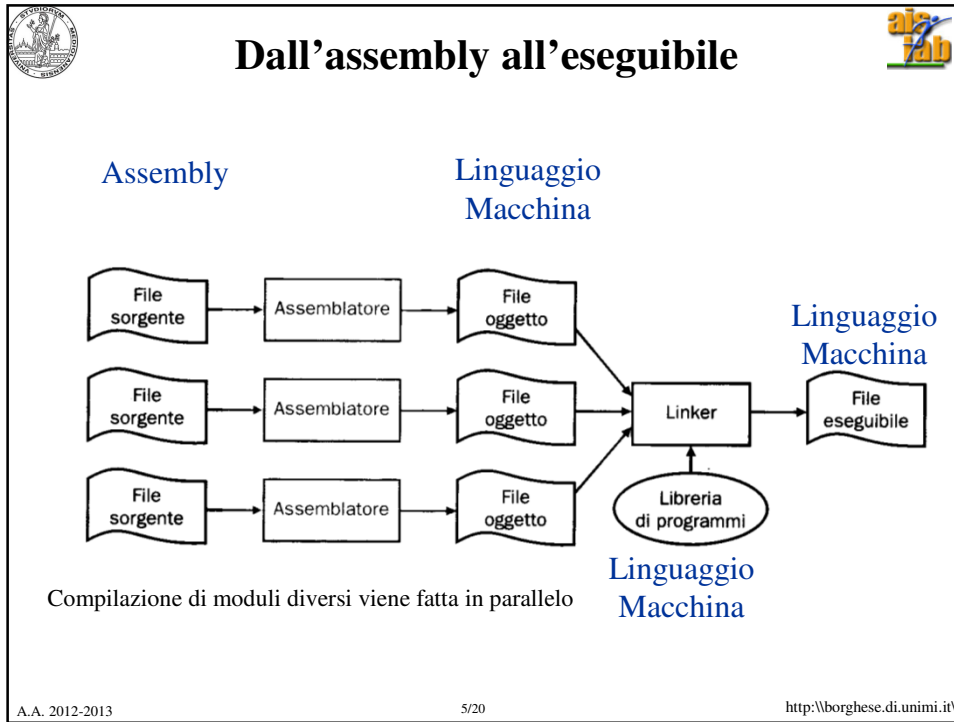 Dall'assembly all'eseguibile
ais
lab
Assembly
Linguaggio
Macchina
Linguaggio
Macchina
File
sorgente
Assemblatore
File
oggetto
File
sorgente
Assemblatore
File
oggetto
Linker
File
eseguibile
File
sorgente
Assemblatore
File
oggetto
Libreria
di programmi
Linguaggio
Macchina
Compilazione di moduli diversi viene fatta in parallelo
A.A. 2012-2013
5/20
http:\\borghese.di.unimi.it\